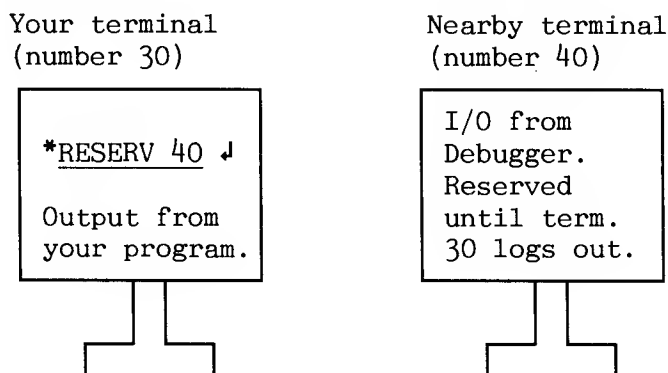 Your terminal
(number 30)
*RESERV 40 ↲
Output from
your program.
Nearby terminal
(number 40)
I/O from
Debugger.
Reserved
until term.
30 logs out.